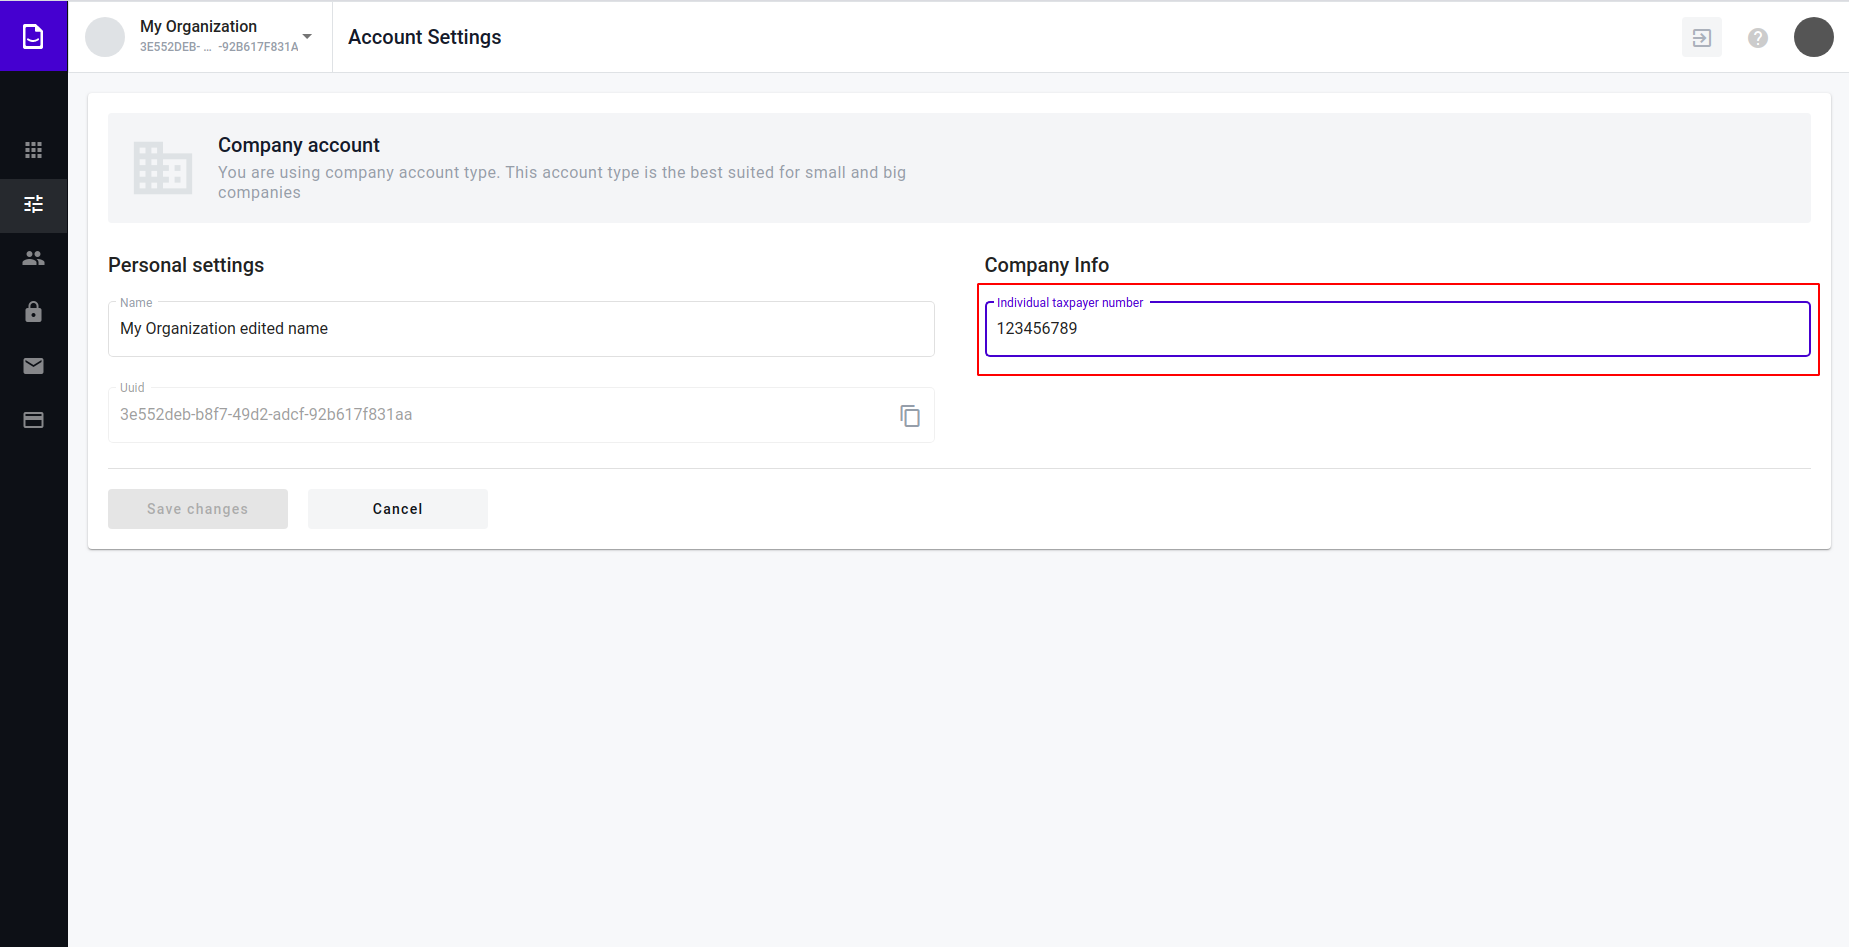 My Organization
3E552DEB- ... -92B617F831A
Account Settings
Company account
You are using company account type. This account type is the best suited for small and big
companies
Personal settings
Name
My Organization edited name
Uuid
3e552deb-b8f7-49d2-adcf-92b617f831aa
Company Info
Individual taxpayer number
123456789
Save changes
Cancel